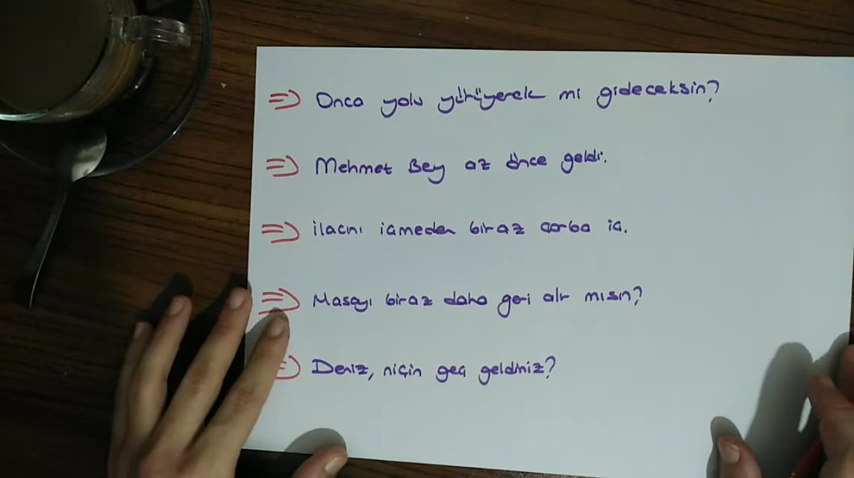 Onca yolu yürüyerek mi gideceksin?
Mehmet Bey az önce geldi.
İlacını içmeden biraz çorba iç.
Masayı biraz daha geri alır mısın?
Deniz, niçin geç geldiniz?